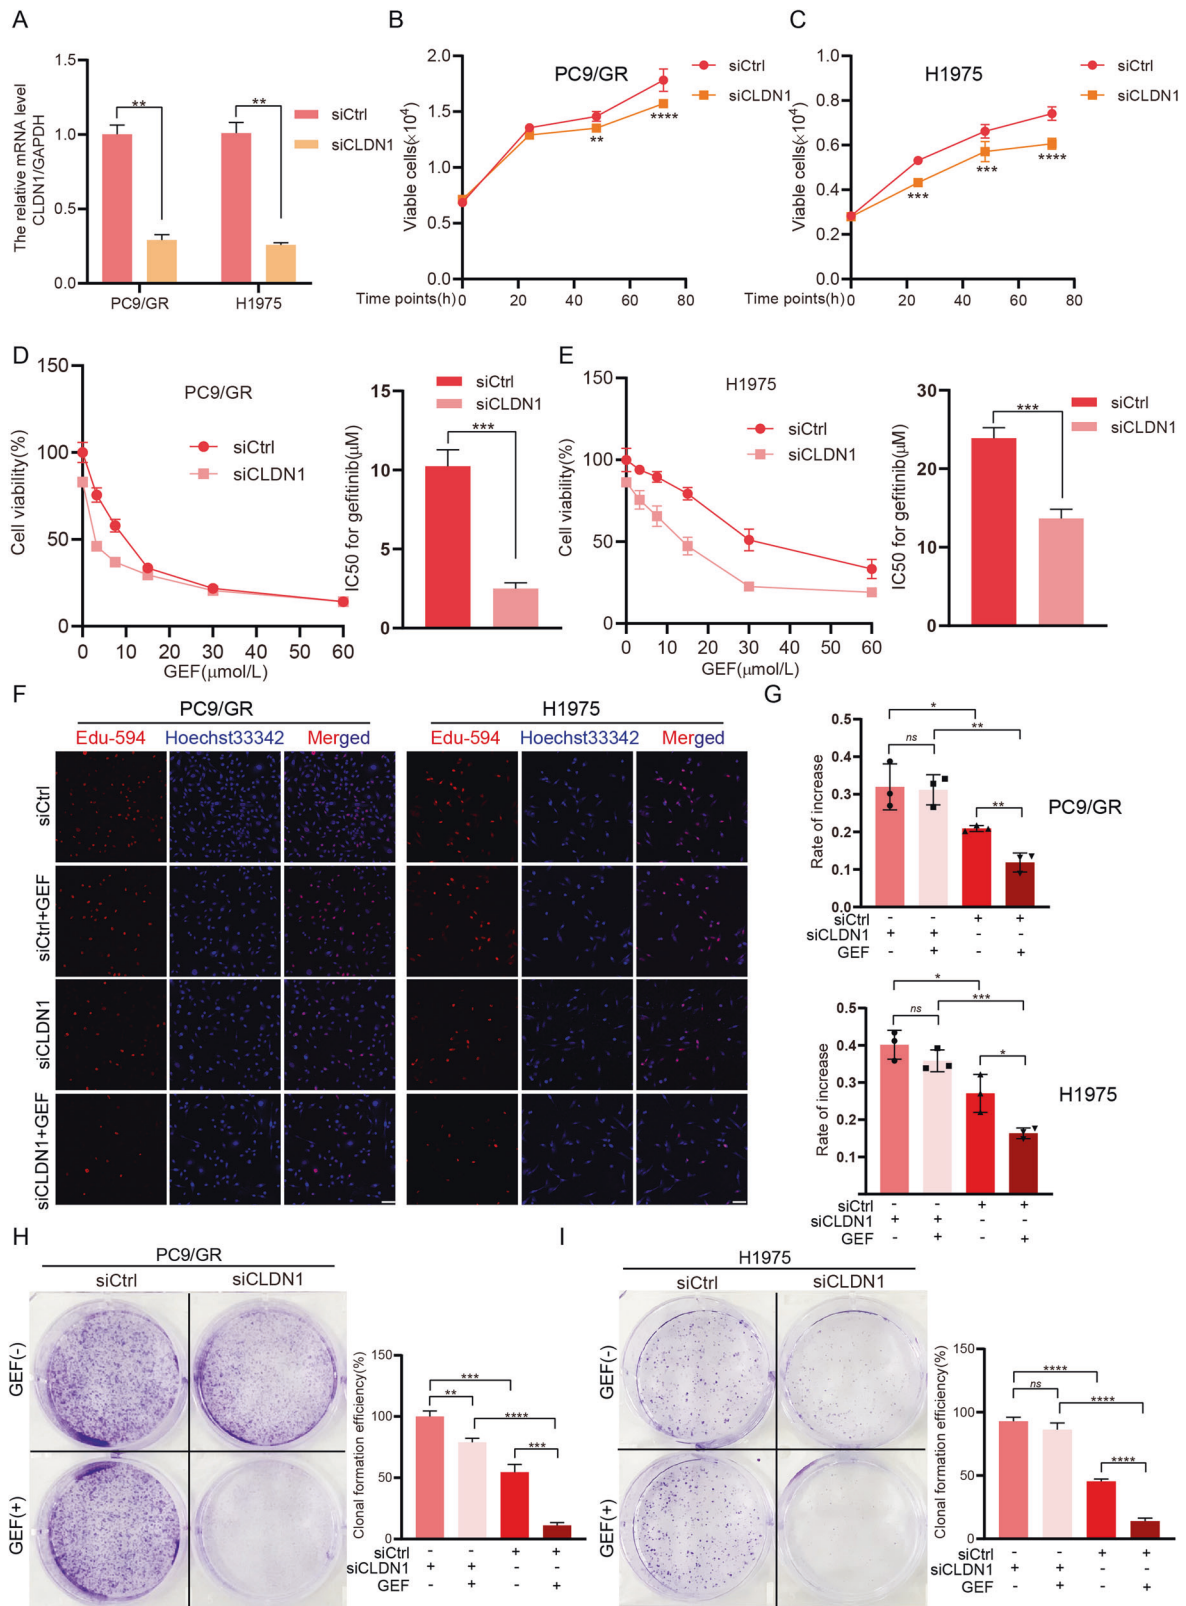 A
The relative mRNA level
CLDN1/GAPDH
1.5
1.0
0.5
0.0
**
**
siCtrl
siCLDN1
PC9/GR
H1975
B
Viable cells(×10⁴)
2.0
1.5
1.0
0.5
0.0
PC9/GR
siCtrl
siCLDN1
**
****
Time points(h)
0
20
40
60
80
C
Viable cells(×10⁴)
1.0
0.8
0.6
0.4
0.2
0.0
H1975
siCtrl
siCLDN1
***
***
****
Time points(h)
0
20
40
60
80
D
Cell viability(%)
150
100
50
0
PC9/GR
siCtrl
siCLDN1
0 10 20 30 40 50 60
GEF(μmol/L)
IC50 for gefitinib(μM)
15
10
5
0
siCtrl
siCLDN1
***
E
Cell viability(%)
150
100
50
0
H1975
siCtrl
siCLDN1
0 10 20 30 40 50 60
GEF(μmol/L)
IC50 for gefitinib(μM)
30
20
10
0
***
siCtrl
siCLDN1
F
PC9/GR
H1975
Edu-594 Hoechst33342 Merged
Edu-594 Hoechst33342 Merged
siCtrl
siCtrl+GEF
siCLDN1
siCLDN1+GEF
G
Rate of increase
0.5
0.4
0.3
0.2
0.1
0.0
*
ns
**
**
PC9/GR
siCtrl - - + +
siCLDN1 + + - -
GEF - + - +
Rate of increase
0.5
0.4
0.3
0.2
0.1
*
ns
***
*
H1975
siCtrl - - + +
siCLDN1 + + - -
GEF - + - +
H
PC9/GR
siCtrl
siCLDN1
GEF(-)
GEF(+)
Clonal formation efficiency(%)
150
100
50
0
***
**
****
***
siCtrl - - + +
siCLDN1 + + - -
GEF - + - +
I
H1975
siCtrl
siCLDN1
GEF(-)
GEF(+)
Clonal formation efficiency(%)
150
100
50
0
****
ns
****
****
siCtrl - - + +
siCLDN1 + + - -
GEF - + - +